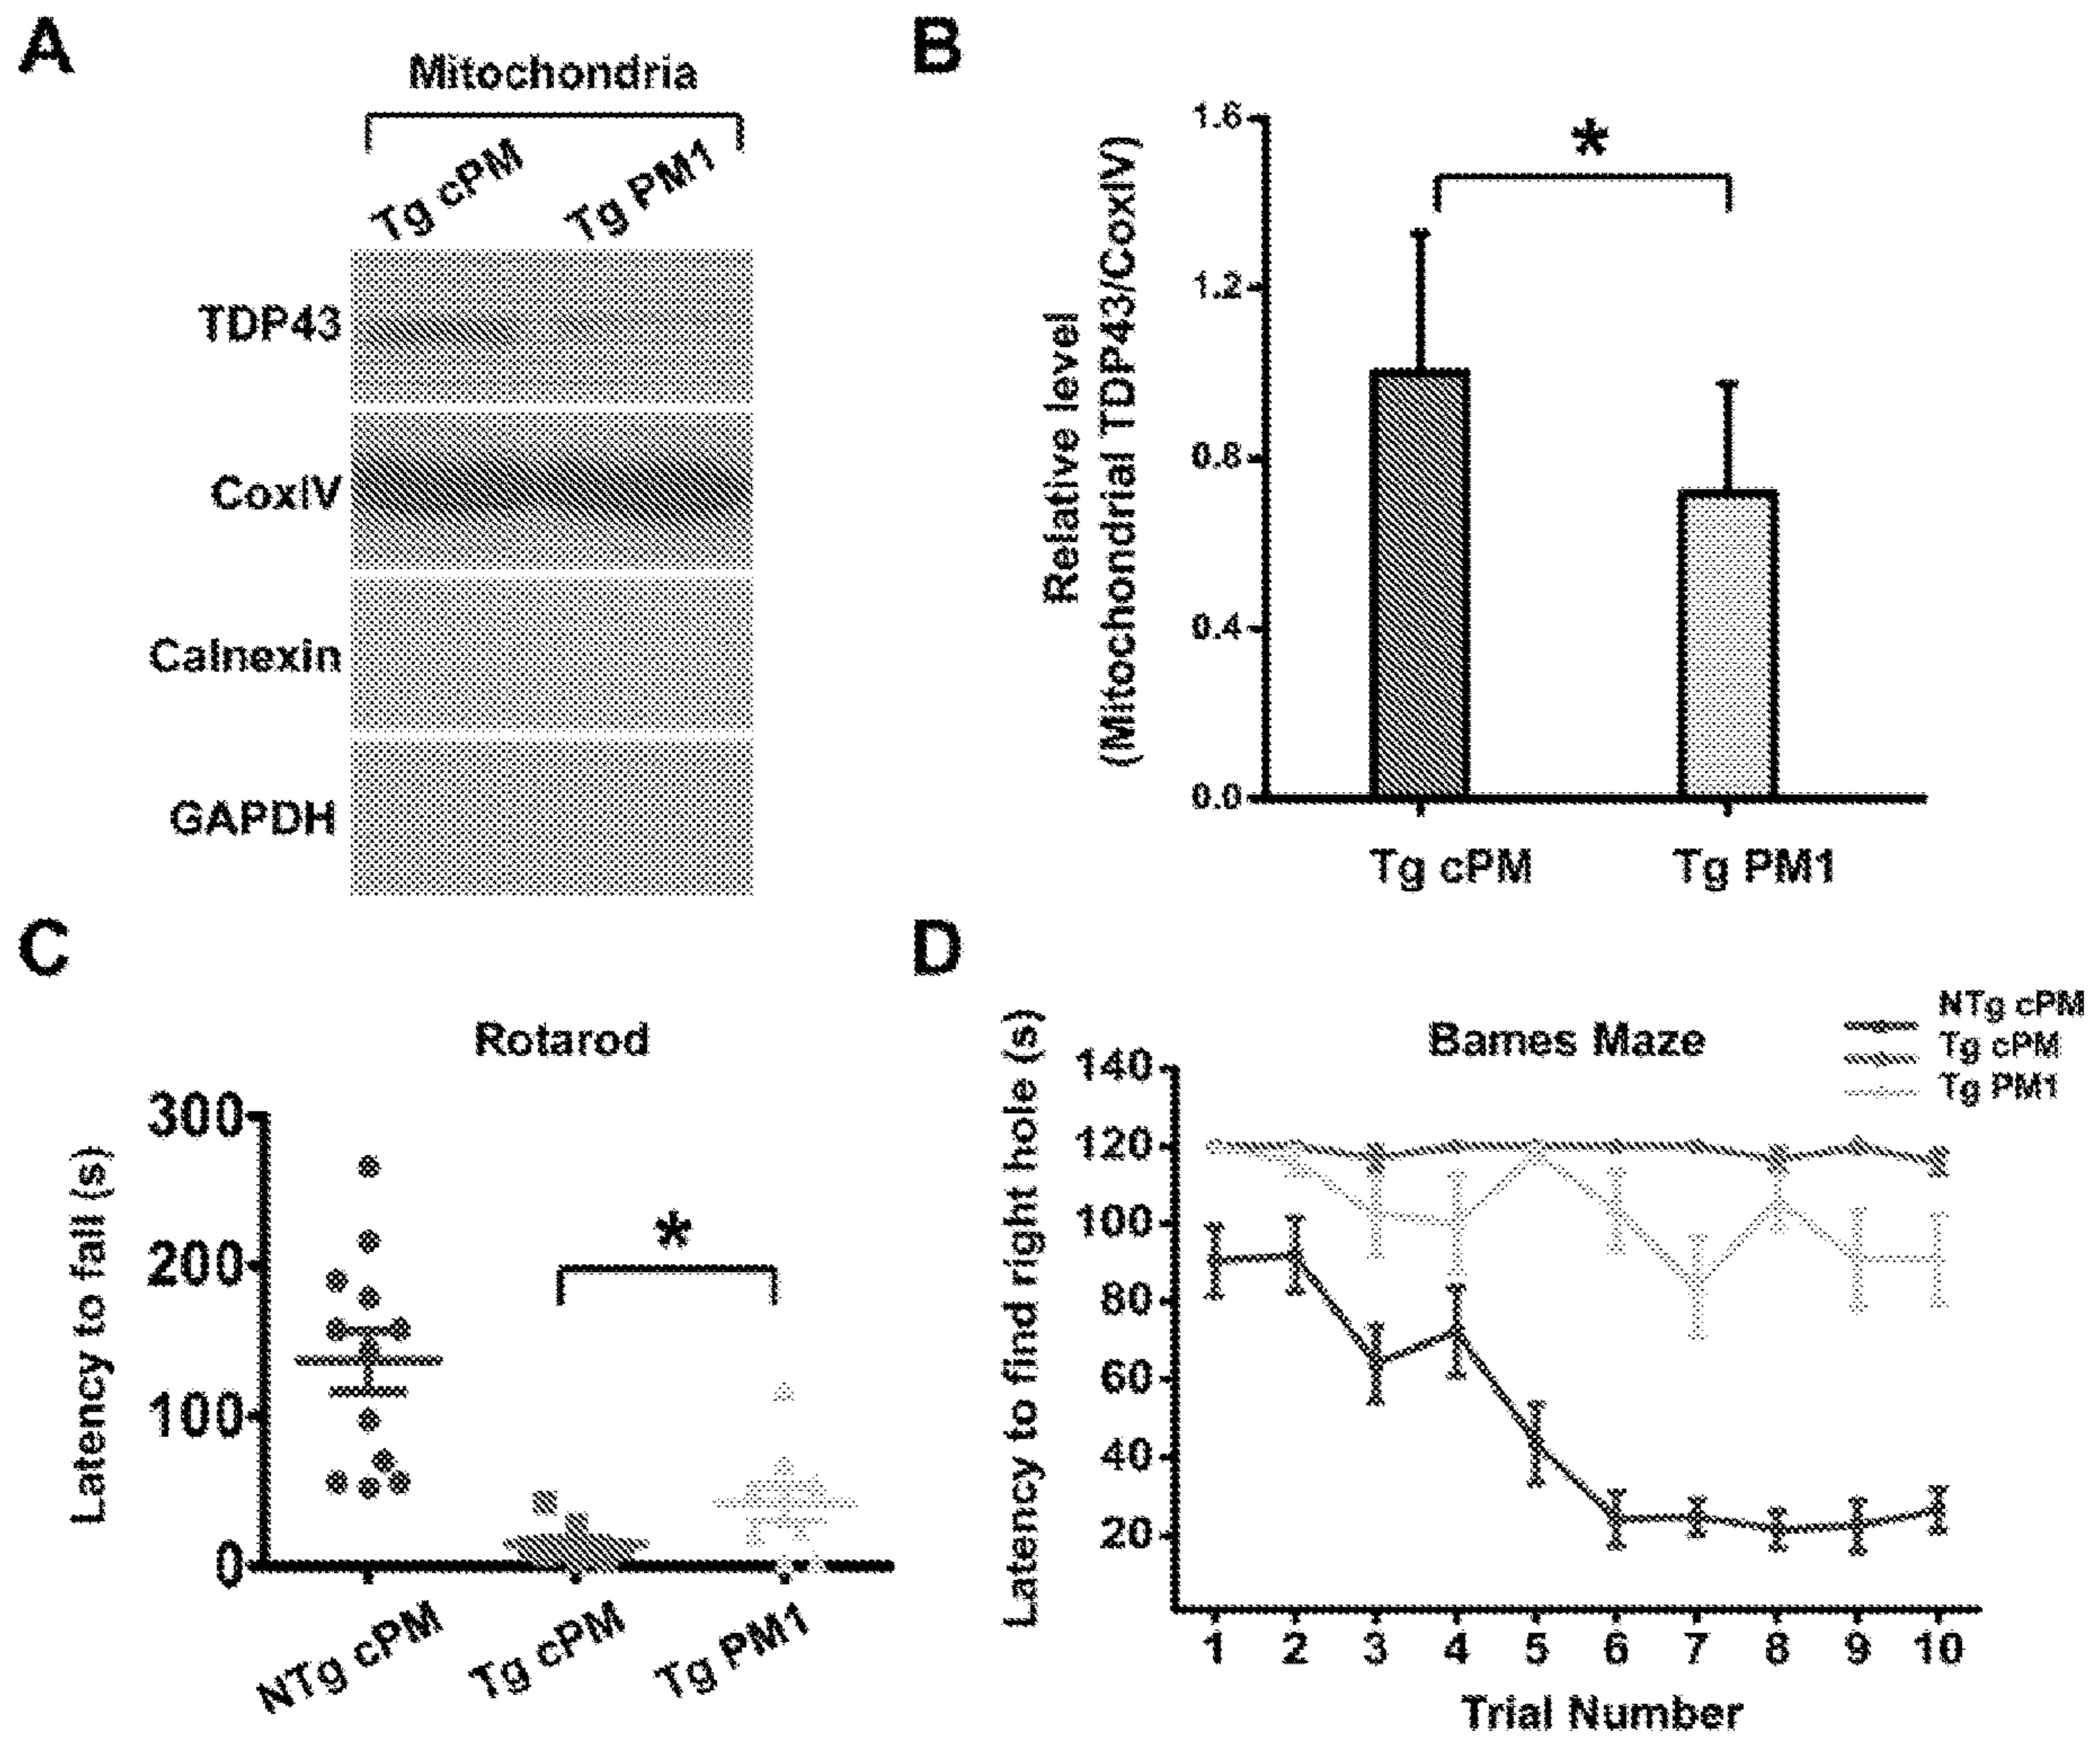 A
Mitochondria
Tg cPM
Tg PM1
TDP43
CoxIV
Calnexin
GAPDH
B
Relative level
(Mitochondrial TDP43/CoxIV)
1.6
*
1.2
0.8
0.4
0.0
Tg cPM
Tg PM1
C
Rotarod
Latency to fall (s)
300
200
*
100
0
NTg cPM
Tg cPM
Tg PM1
D
Barnes Maze
NTg cPM
Tg cPM
Tg PM1
Latency to find right hole (s)
140
120
100
80
60
40
20
1 2 3 4 5 6 7 8 9 10
Trial Number